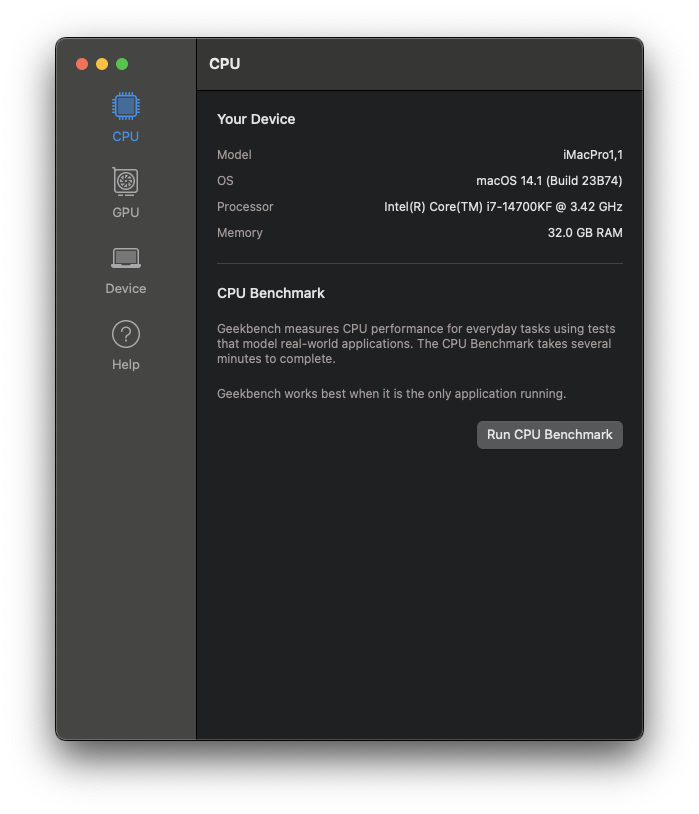 CPU
CPU
GPU
Device
Help
Your Device
Model iMacPro1,1
OS macOS 14.1 (Build 23B74)
Processor Intel(R) Core(TM) i7-14700KF @ 3.42 GHz
Memory 32.0 GB RAM
CPU Benchmark
Geekbench measures CPU performance for everyday tasks using tests
that model real-world applications. The CPU Benchmark takes several
minutes to complete.
Geekbench works best when it is the only application running.
Run CPU Benchmark